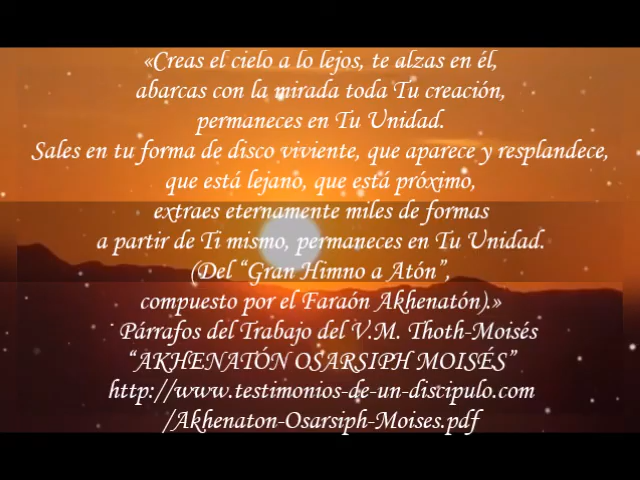 «Creas el cielo a lo lejos, te alzas en él,
abarcas con la mirada toda Tu creación,
permaneces en Tu Unidad.
Sales en tu forma de disco viviente, que aparece y resplandece,
que está lejano, que está próximo,
extraes eternamente miles de formas
a partir de Ti mismo, permaneces en Tu Unidad.
(Del “Gran Himno a Atón”,
compuesto por el Faraón Akhenatón).»
Párrafos del Trabajo del V.M. Thoth-Moisés
“AKHENATÓN OSARSIPH MOISÉS”
http://www.testimonios-de-un-discipulo.com
/Akhenaton-Osarsiph-Moises.pdf